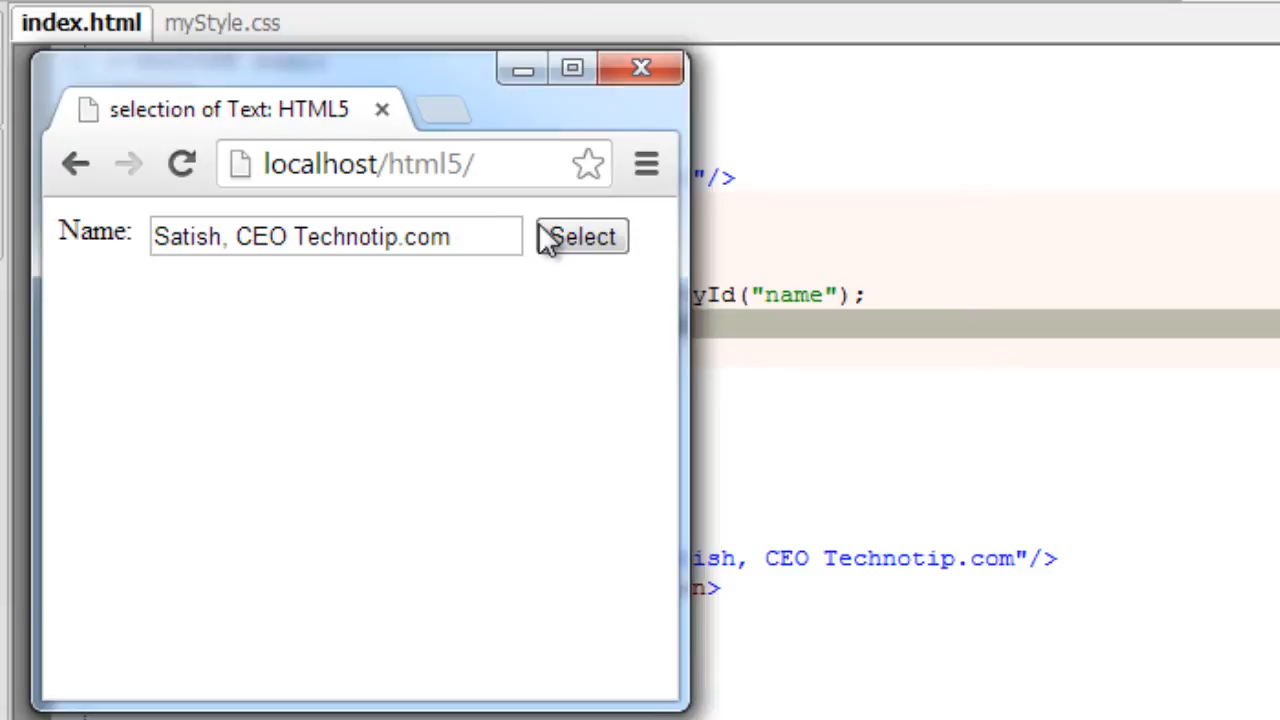 index.html myStyle.css
selection of Text: HTML5
localhost/html5/
"/>
Name: Satish, CEO Technotip.com Select
yId("name");
ish, CEO Technotip.com"/>
n>